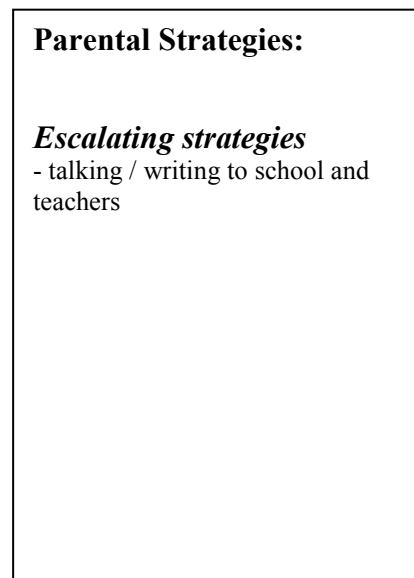 Parental Strategies:
Escalating strategies
- talking / writing to school and
teachers